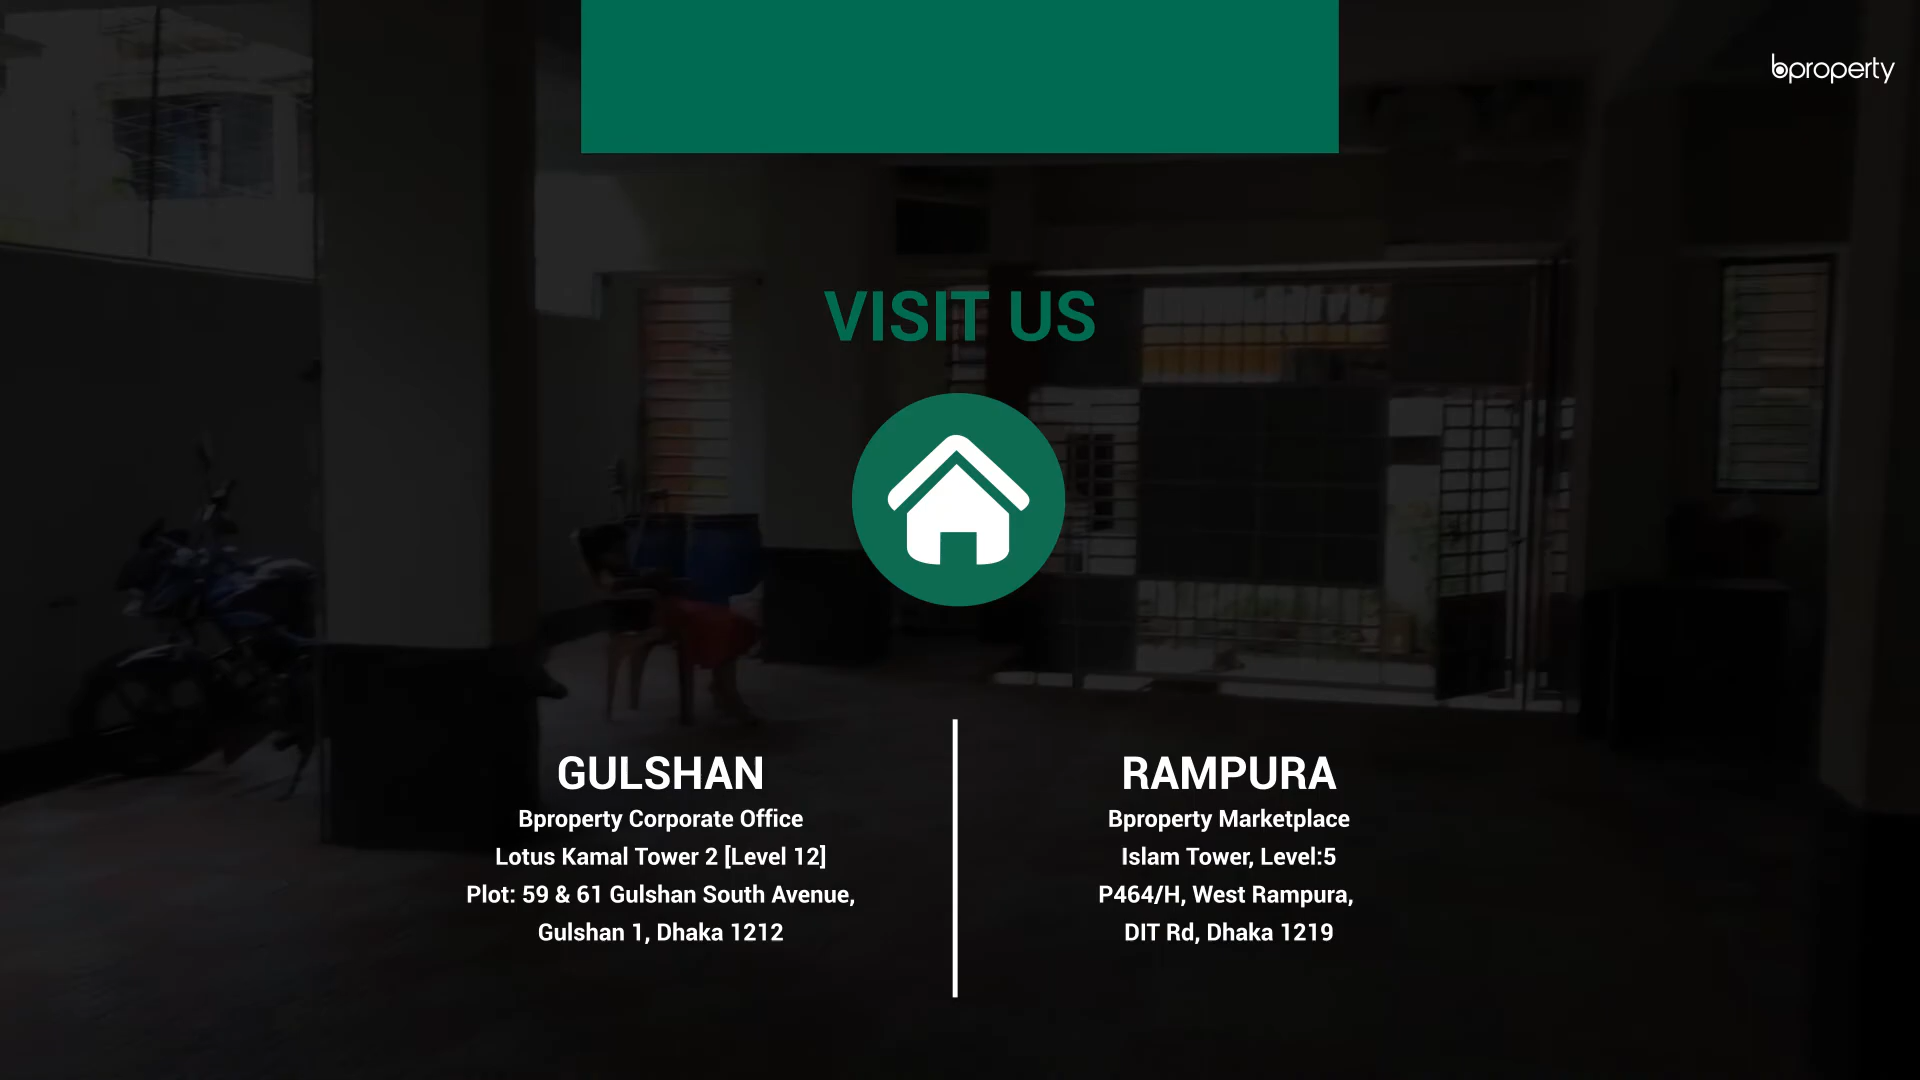 bproperty
VISIT US
GULSHAN
Bproperty Corporate Office
Lotus Kamal Tower 2 [Level 12]
Plot: 59 & 61 Gulshan South Avenue,
Gulshan 1, Dhaka 1212
RAMPURA
Bproperty Marketplace
Islam Tower, Level:5
P464/H, West Rampura,
DIT Rd, Dhaka 1219